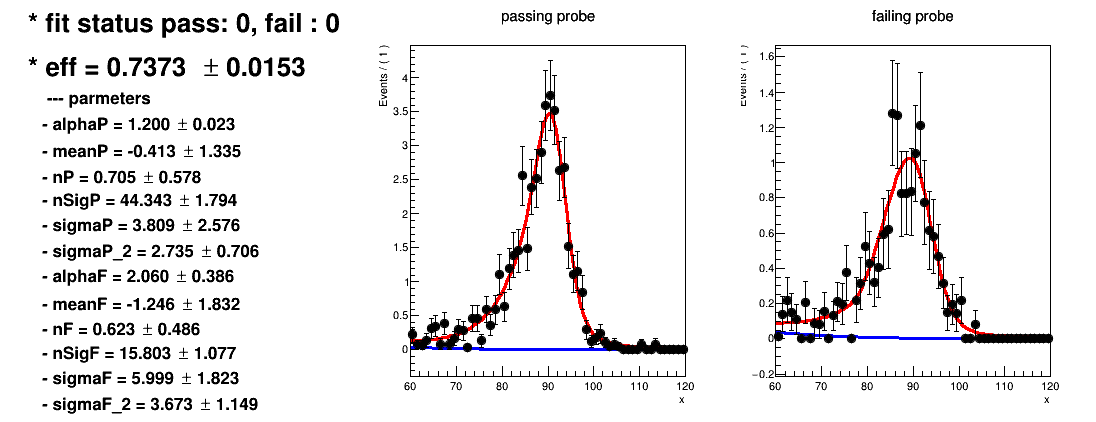 * fit status pass: 0, fail : 0
* eff = 0.7373 ± 0.0153
--- parmeters
- alphaP = 1.200 ± 0.023
- meanP = -0.413 ± 1.335
- nP = 0.705 ± 0.578
- nSigP = 44.343 ± 1.794
- sigmaP = 3.809 ± 2.576
- sigmaP_2 = 2.735 ± 0.706
- alphaF = 2.060 ± 0.386
- meanF = -1.246 ± 1.832
- nF = 0.623 ± 0.486
- nSigF = 15.803 ± 1.077
- sigmaF = 5.999 ± 1.823
- sigmaF_2 = 3.673 ± 1.149
passing probe
Events / ( 1 )
4
3.5
3
2.5
2
1.5
1
0.5
0
60 70 80 90 100 110 120
x
failing probe
Events / ( 1 )
1.6
1.4
1.2
1
0.8
0.6
0.4
0.2
0
−0.2
60 70 80 90 100 110 120
x